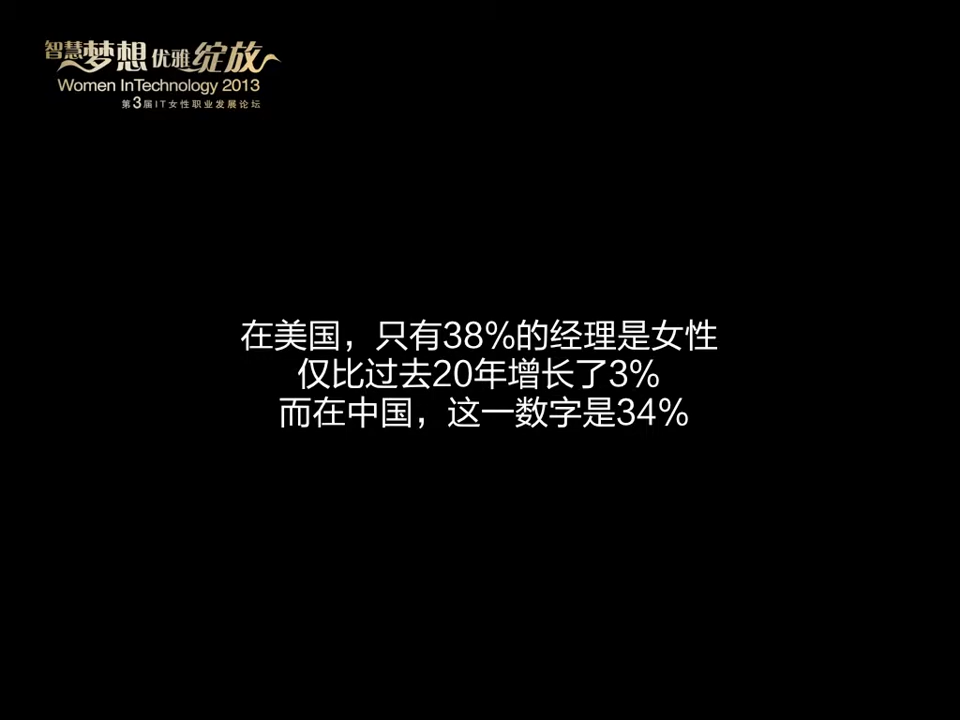 智慧梦想 优雅绽放
Women InTechnology 2013
第3届IT女性职业发展论坛
在美国，只有38%的经理是女性
仅比过去20年增长了3%
而在中国，这一数字是34%